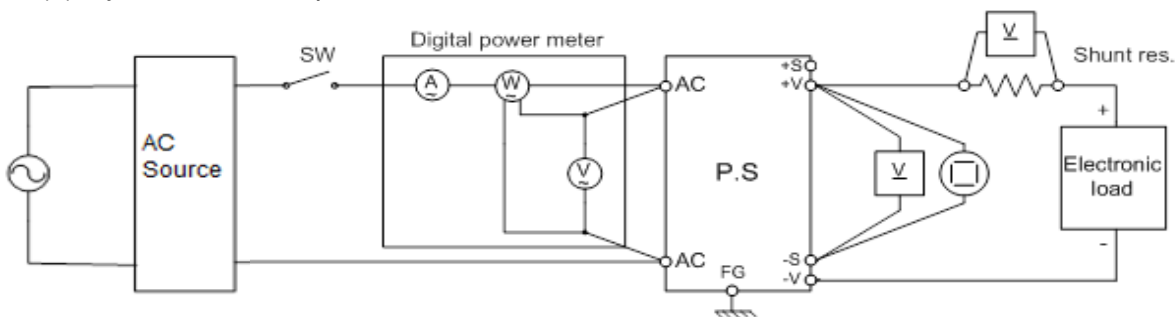 Digital power meter
SW
Shunt res.
V
A
~
W
~
AC
+S
+V
+
AC
Source
V
~
P.S
V
Electronic
load
AC
-S
-V
-
FG